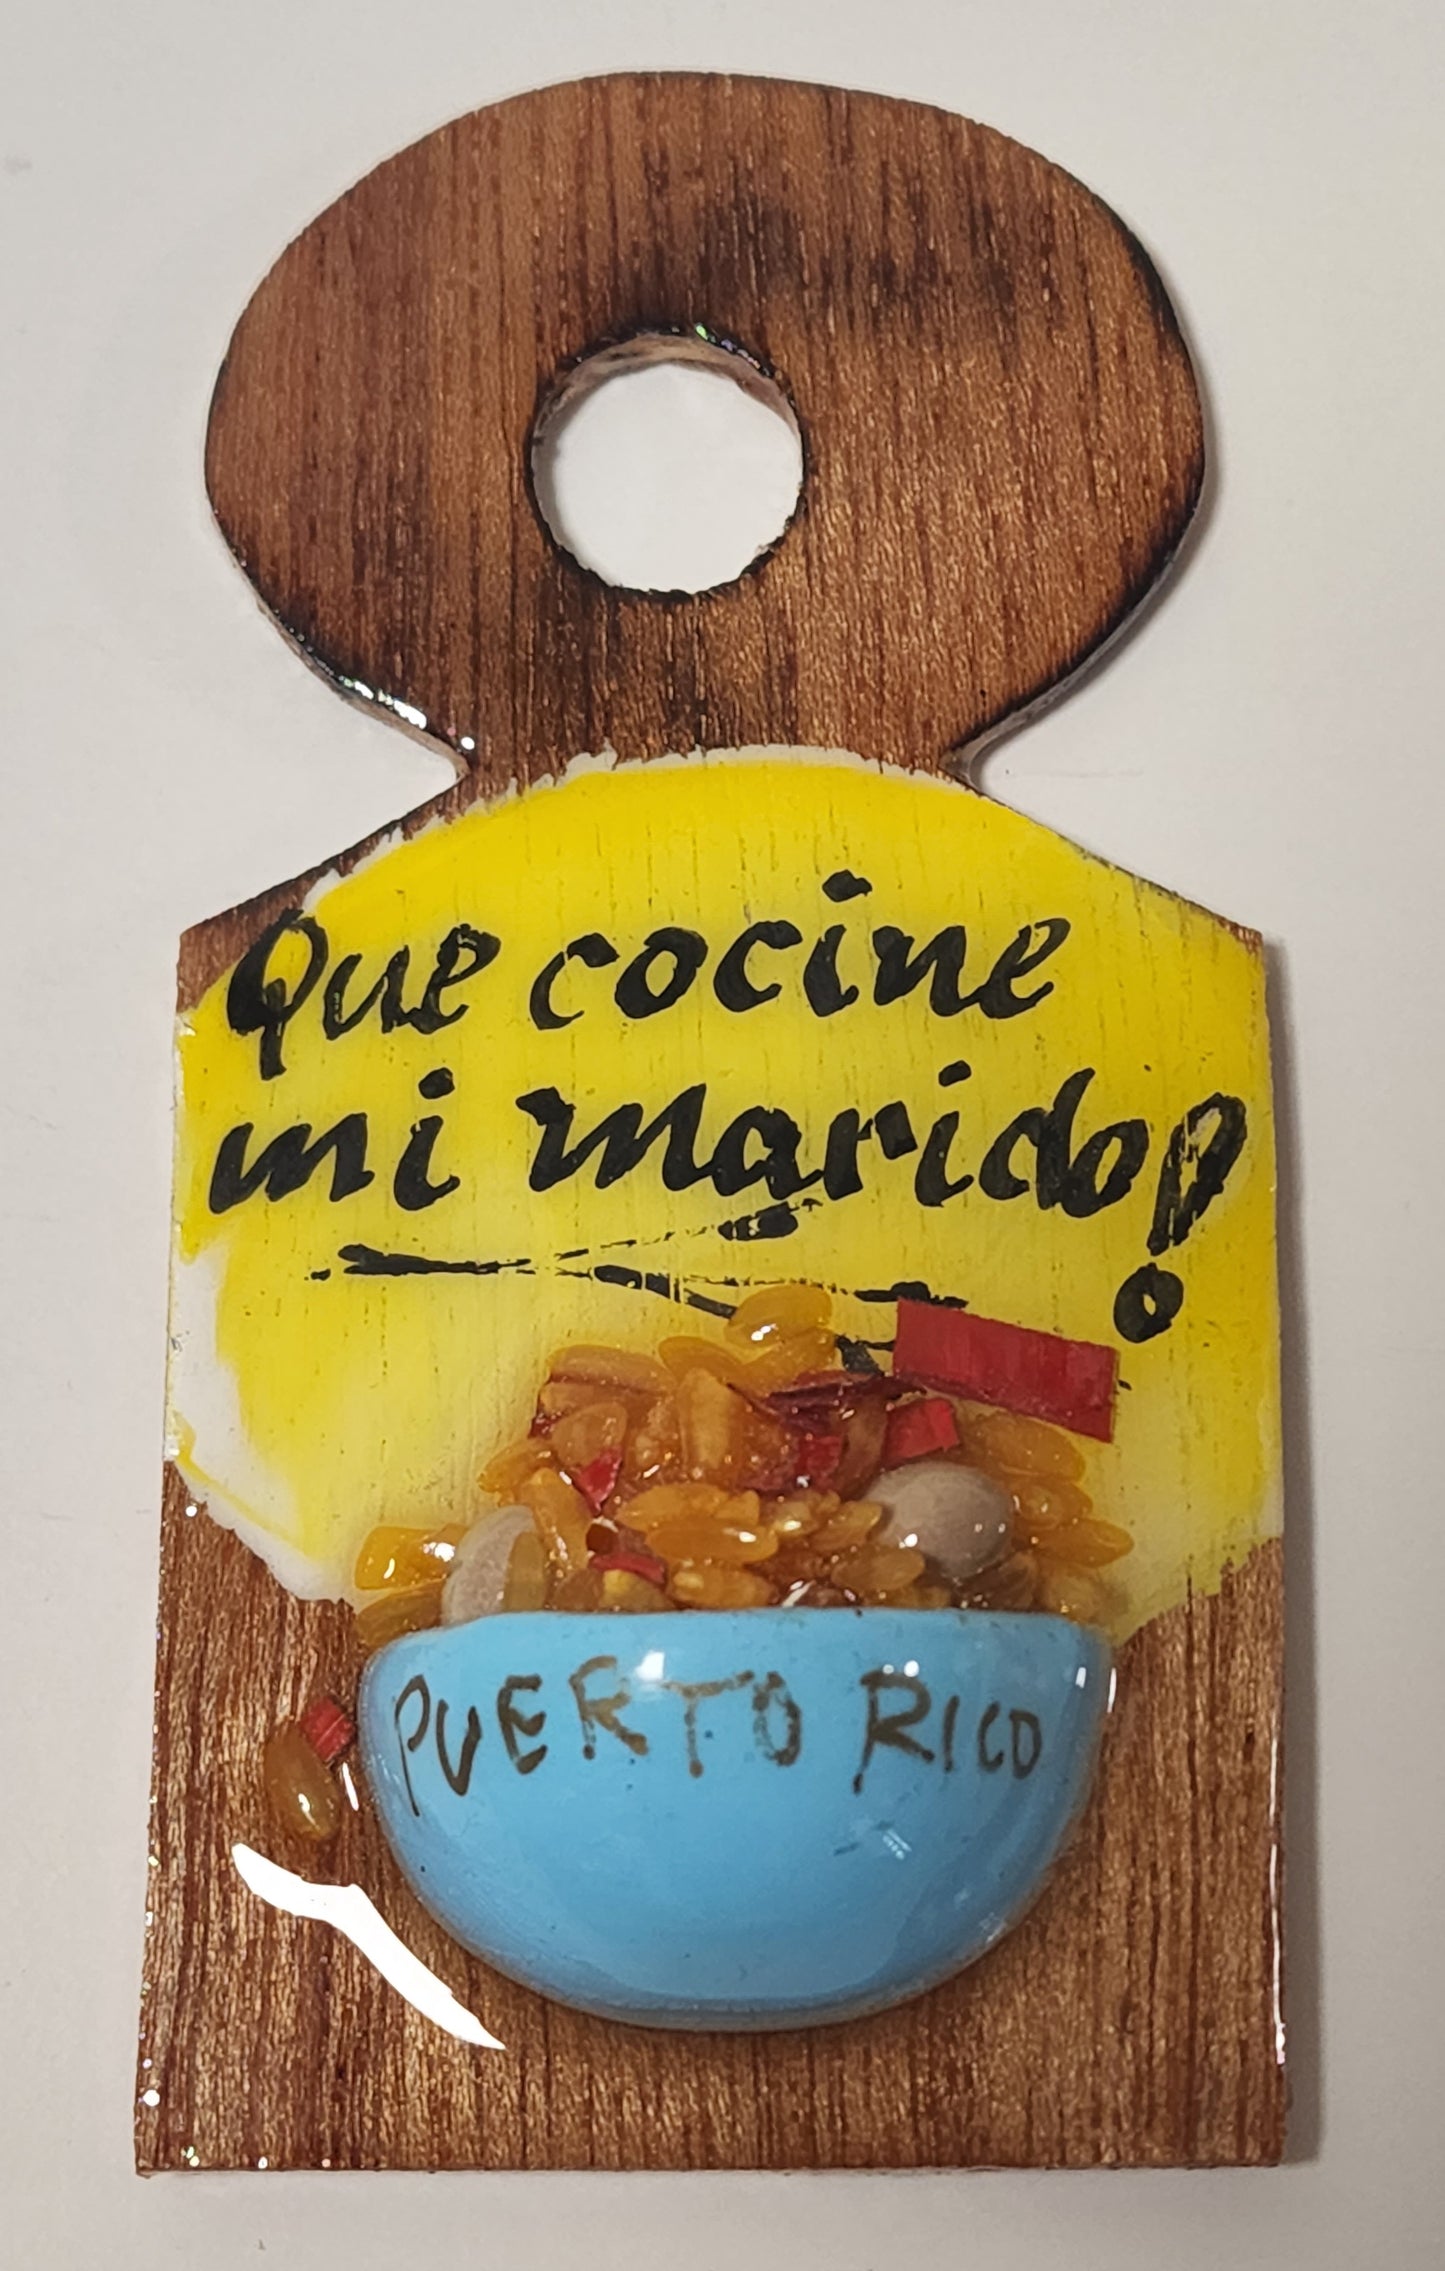 Que cocine
mi marido!
PUERTO RICO